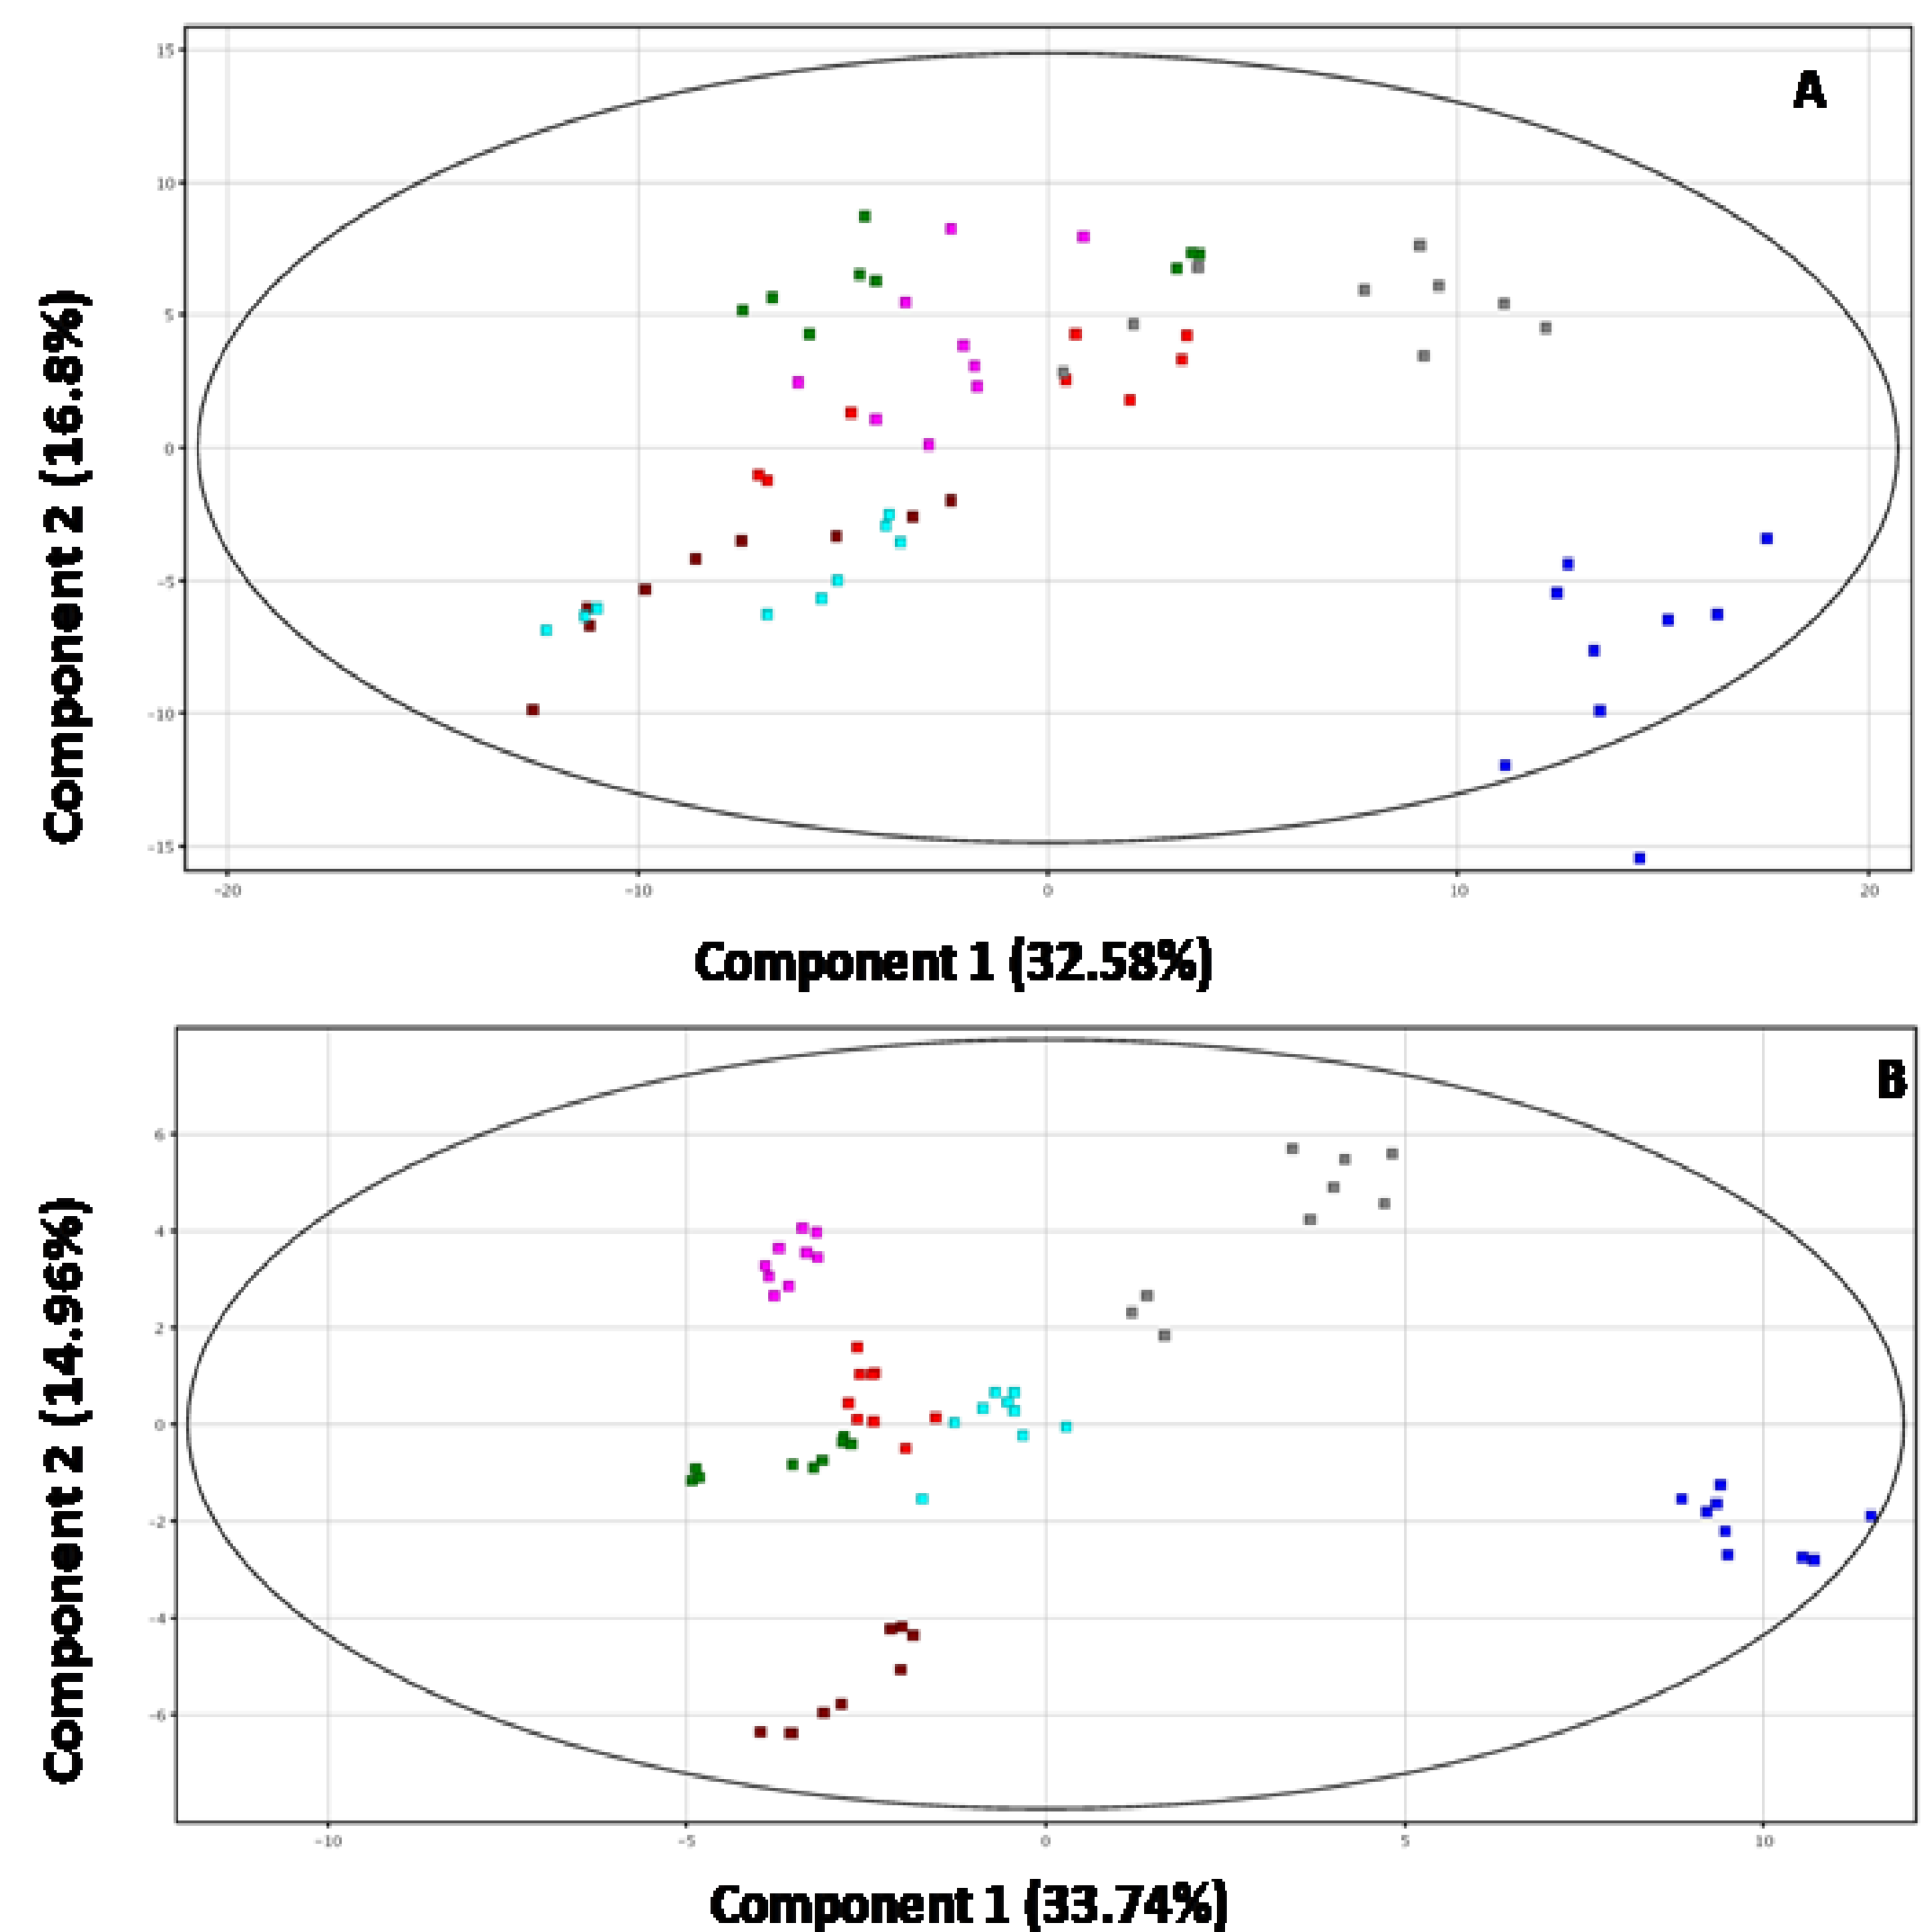 A
15
10
5
0
-5
-10
-15
-20 -10 0 10 20
Component 2 (16.8%)
Component 1 (32.58%)
B
6
4
2
0
-2
-4
-6
-10 -5 0 5 10
Component 2 (14.96%)
Component 1 (33.74%)